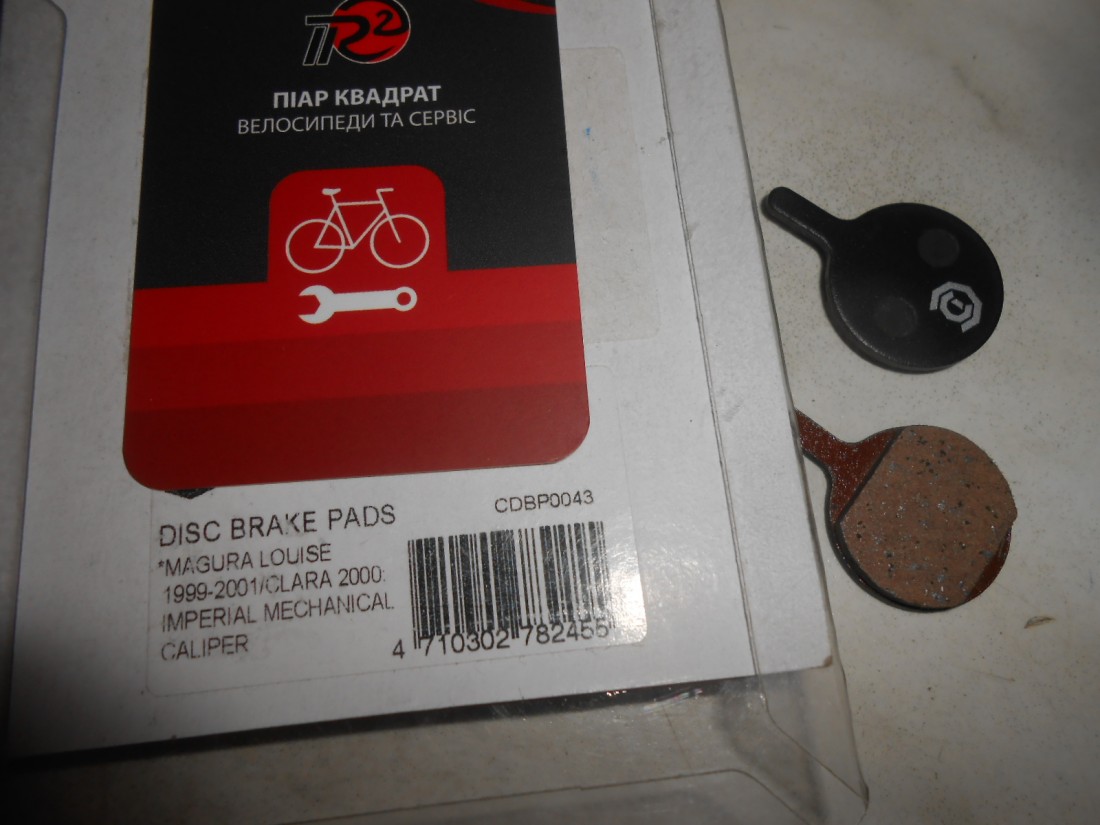 ПR2
ПІАР КВАДРАТ
ВЕЛОСИПЕДИ ТА СЕРВІС
DISC BRAKE PADS
CDBP0043
*MAGURA LOUISE
1999-2001/CLARA 2000:
IMPERIAL MECHANICAL
CALIPER
4 710302 782455